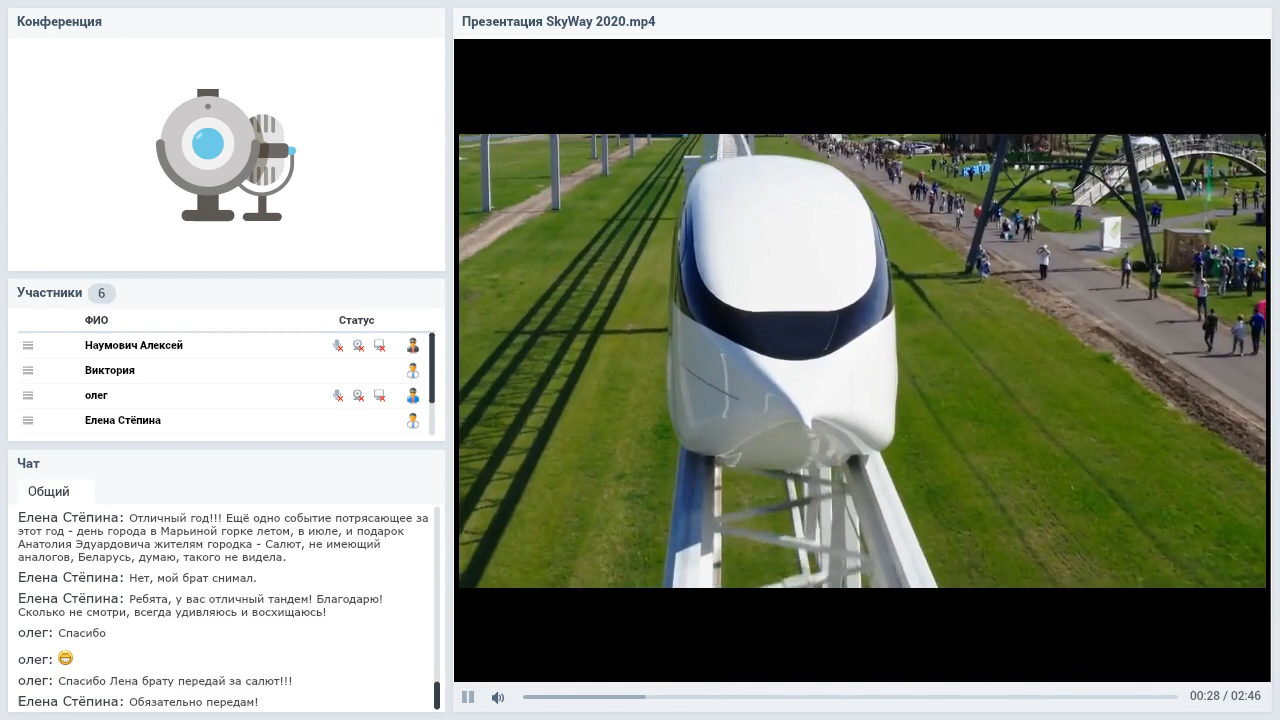 Конференция
Презентация SkyWay 2020.mp4
Участники 6
ФИО Статус
Наумович Алексей
Виктория
олег
Елена Стёпина
Чат
Общий
Елена Стёпина: Отличный год!!! Ещё одно событие потрясающее за
этот год - день города в Марьиной горке летом, в июле, и подарок
Анатолия Эдуардовича жителям городка - Салют, не имеющий
аналогов, Беларусь, думаю, такого не видела.
Елена Стёпина: Нет, мой брат снимал.
Елена Стёпина: Ребята, у вас отличный тандем! Благодарю!
Сколько не смотри, всегда удивляюсь и восхищаюсь!
олег: Спасибо
олег:
олег: Спасибо Лена брату передай за салют!!!
Елена Стёпина: Обязательно передам!
00:28 / 02:46